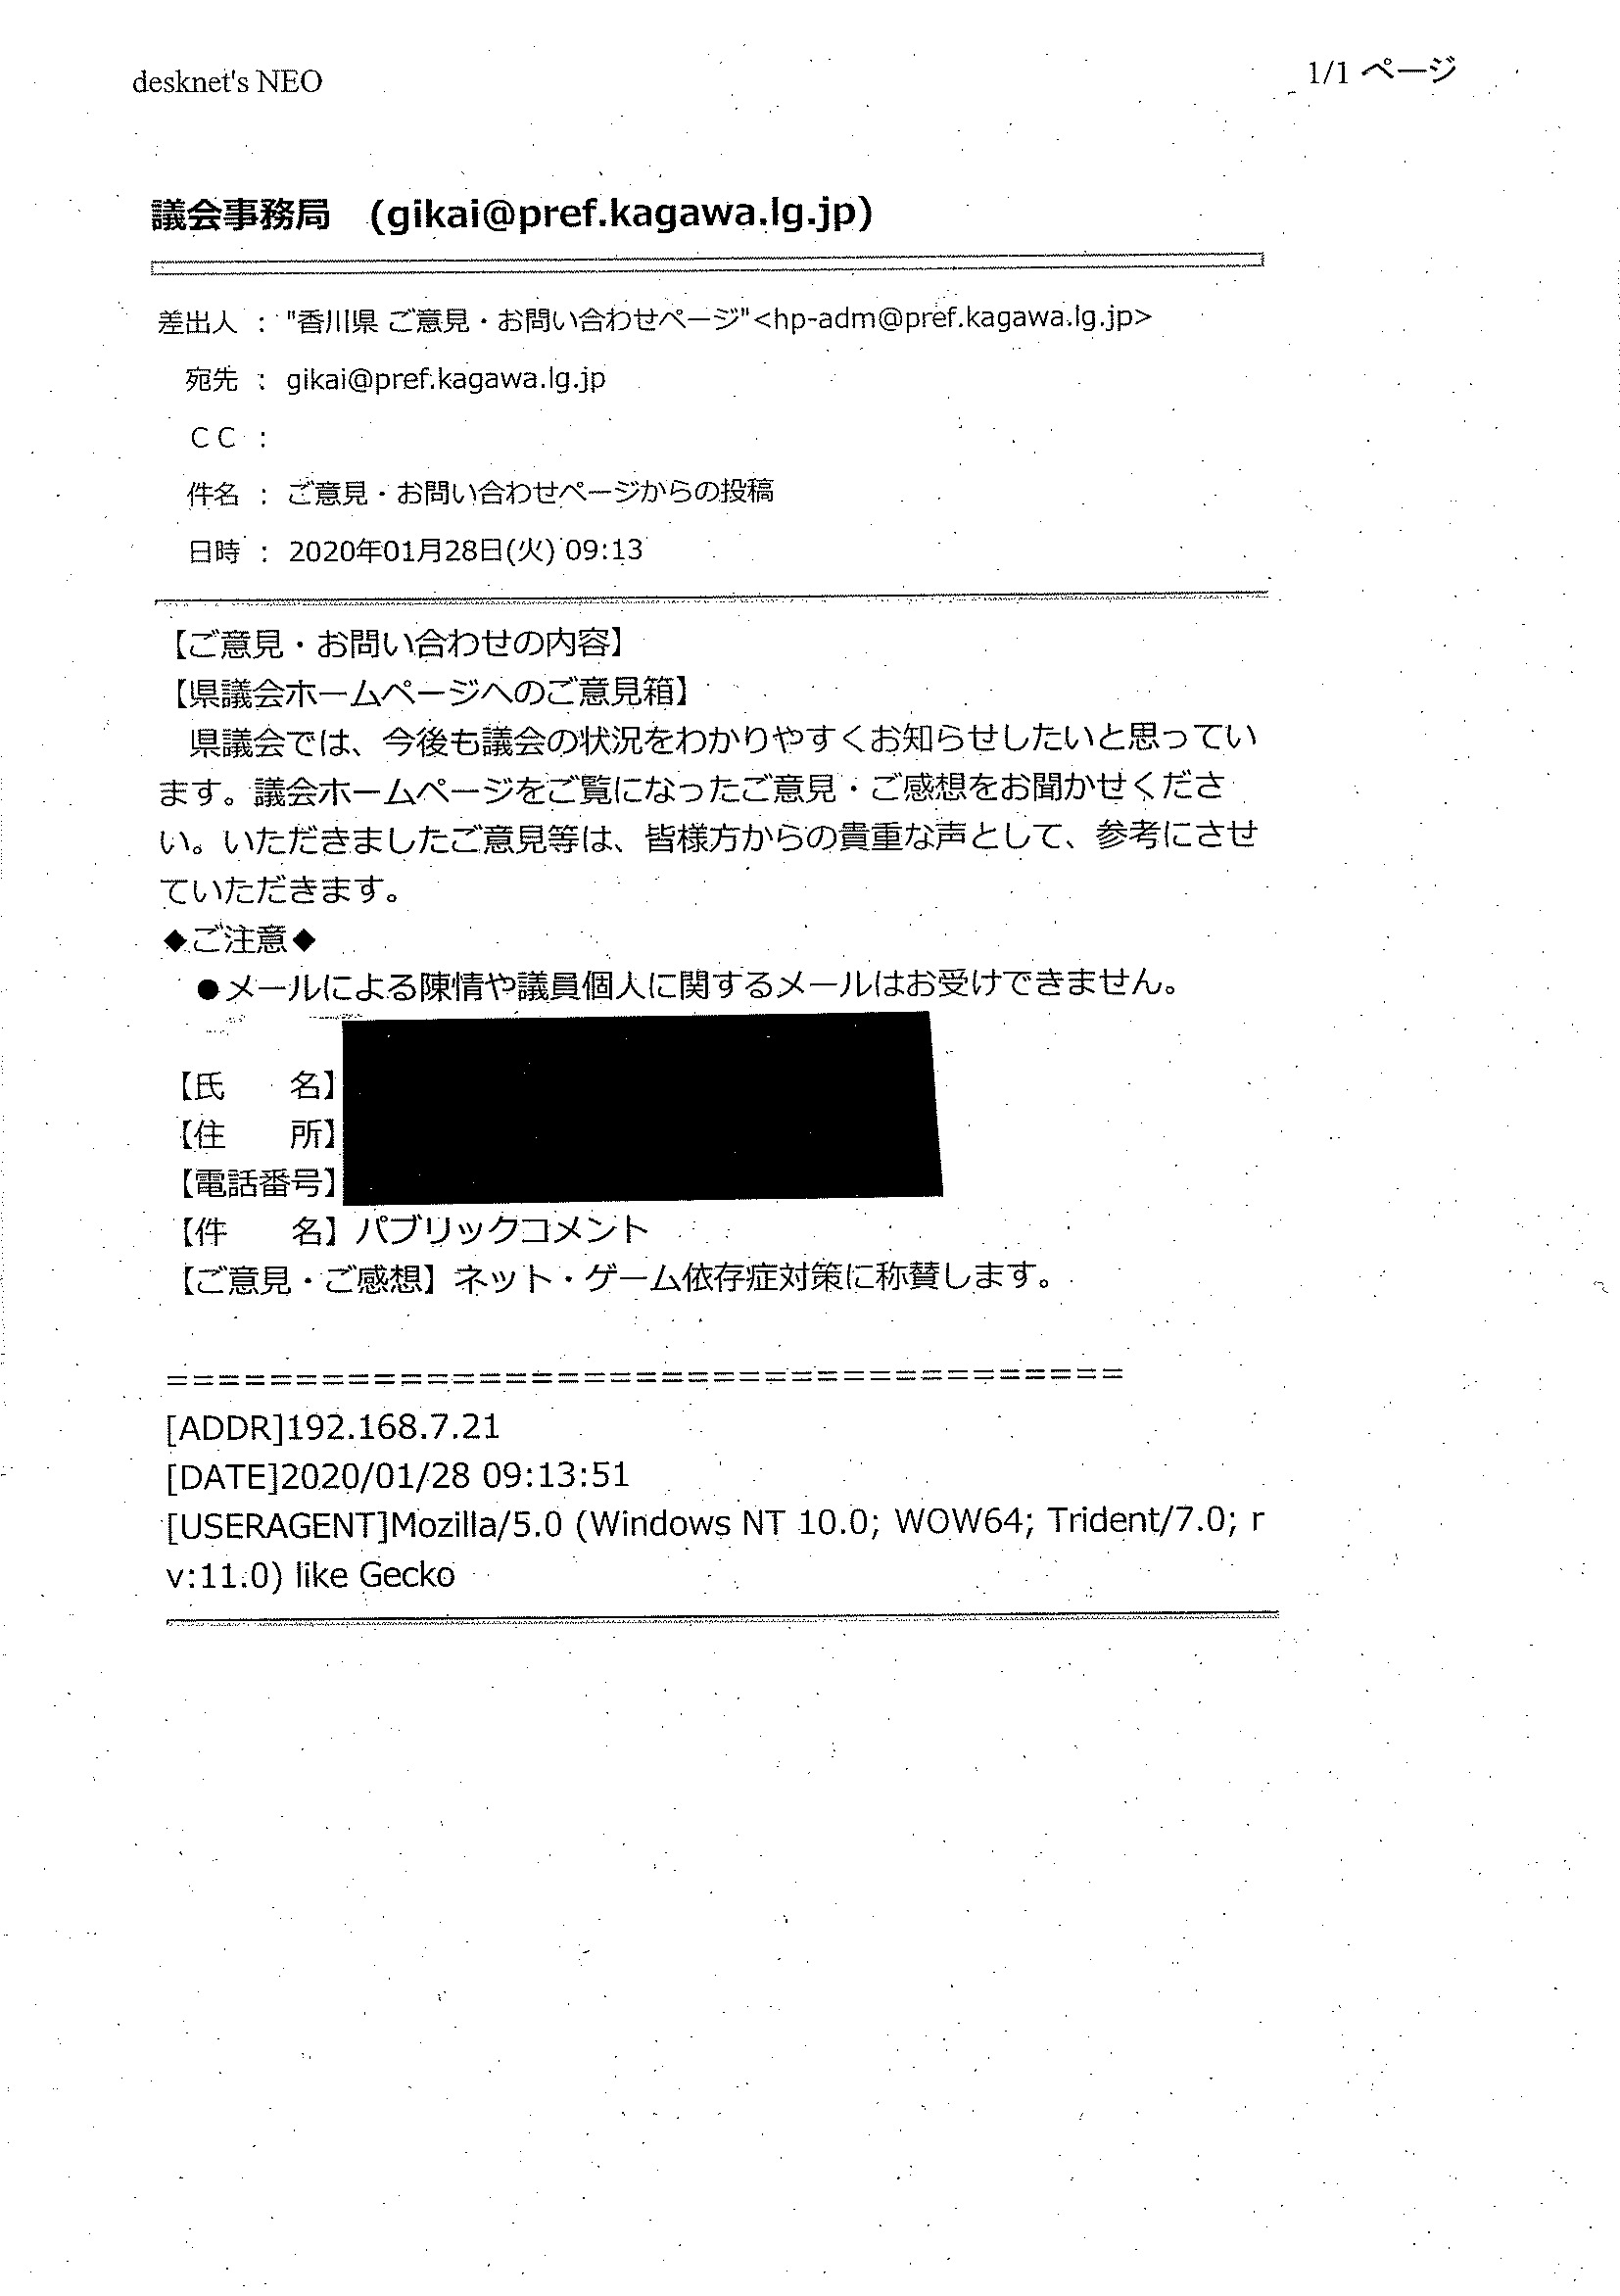 desknet's NEO
1/1 ページ
議会事務局　(gikai@pref.kagawa.lg.jp)
差出人 : "香川県 ご意見・お問い合わせページ"<hp-adm@pref.kagawa.lg.jp>
宛先 : gikai@pref.kagawa.lg.jp
ＣＣ :
件名 : ご意見・お問い合わせページからの投稿
日時 : 2020年01月28日(火) 09:13
【ご意見・お問い合わせの内容】
【県議会ホームページへのご意見箱】
　県議会では、今後も議会の状況をわかりやすくお知らせしたいと思ってい
ます。議会ホームページをご覧になったご意見・ご感想をお聞かせくださ
い。いただきましたご意見等は、皆様方からの貴重な声として、参考にさせ
ていただきます。
◆ご注意◆
　●メールによる陳情や議員個人に関するメールはお受けできません。
【氏　　名】
【住　　所】
【電話番号】
【件　　名】パブリックコメント
【ご意見・ご感想】ネット・ゲーム依存症対策に称賛します。
=====================================
[ADDR]192.168.7.21
[DATE]2020/01/28 09:13:51
[USERAGENT]Mozilla/5.0 (Windows NT 10.0; WOW64; Trident/7.0; r
v:11.0) like Gecko